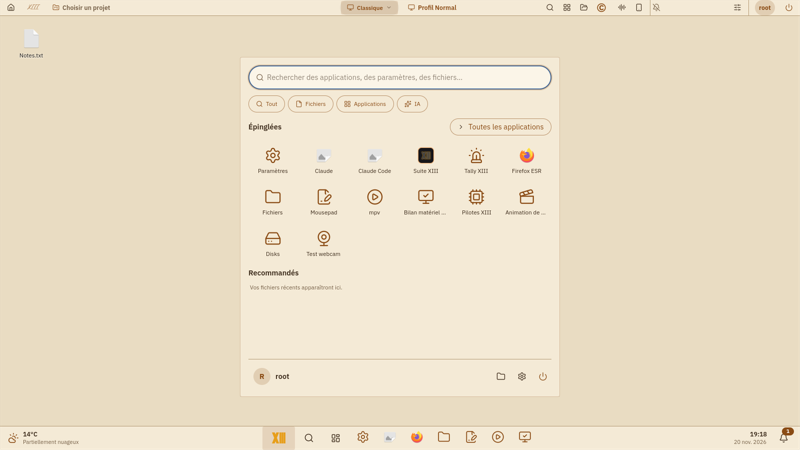 XIII
Choisir un projet
Classique
Profil Normal
root
Notes.txt
Rechercher des applications, des paramètres, des fichiers...
Tout
Fichiers
Applications
IA
Épinglées
Toutes les applications
Paramètres
Claude
Claude Code
Suite XIII
Tally XIII
Firefox ESR
Fichiers
Mousepad
mpv
Bilan matériel ...
Pilotes XIII
Animation de ...
Disks
Test webcam
Recommandés
Vos fichiers récents apparaîtront ici.
R
root
14°C
Partiellement nuageux
XIII
19:18
20 nov. 2026
1